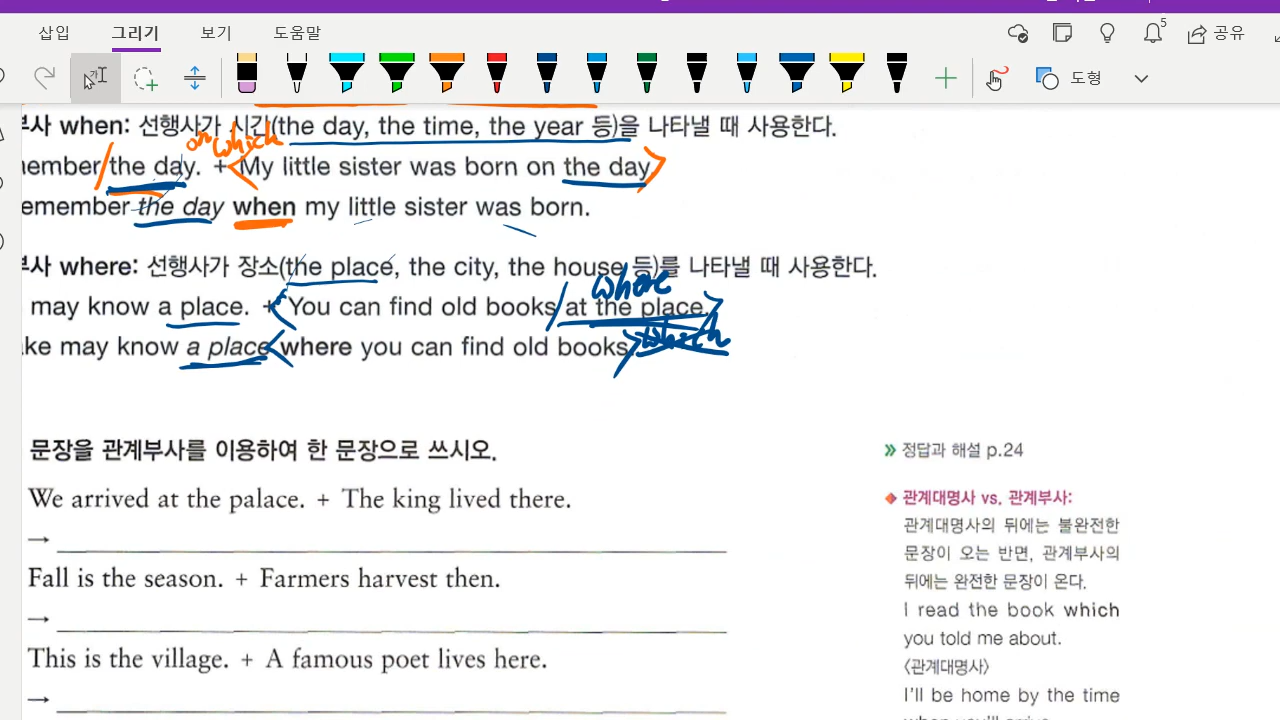 삽입 그리기 보기 도움말
5 공유
도형
부사 when: 선행사가 시간(the day, the time, the year 등)을 나타낼 때 사용한다.
on which
member the day. + My little sister was born on the day
emember the day when my little sister was born.
부사 where: 선행사가 장소(the place, the city, the house 등)를 나타낼 때 사용한다.
where
may know a place. + You can find old books at the place.
ke may know a place where you can find old books. which
문장을 관계부사를 이용하여 한 문장으로 쓰시오.
» 정답과 해설 p.24
We arrived at the palace. + The king lived there.
→
Fall is the season. + Farmers harvest then.
→
This is the village. + A famous poet lives here.
→
관계대명사 vs. 관계부사:
관계대명사의 뒤에는 불완전한
문장이 오는 반면, 관계부사의
뒤에는 완전한 문장이 온다.
I read the book which
you told me about.
〈관계대명사〉
I'll be home by the time
when you'll arrive.